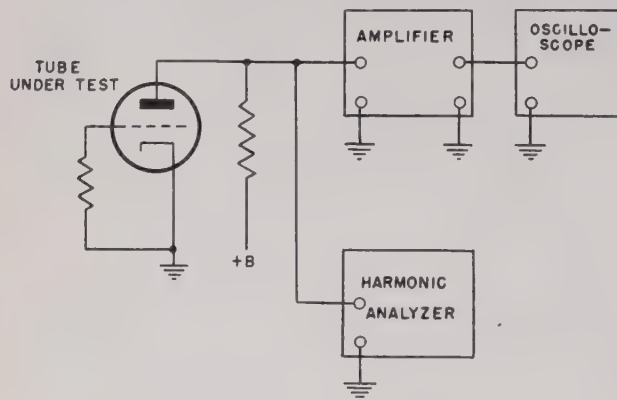 TUBE
UNDER TEST
AMPLIFIER
OSCILLO-
SCOPE
+B
HARMONIC
ANALYZER